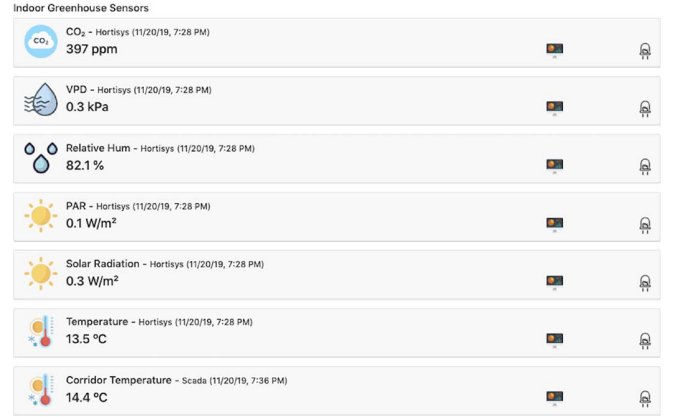 Indoor Greenhouse Sensors
CO₂ - Hortisys (11/20/19, 7:28 PM)
CO₂
397 ppm
VPD - Hortisys (11/20/19, 7:28 PM)
0.3 kPa
Relative Hum - Hortisys (11/20/19, 7:28 PM)
82.1 %
PAR - Hortisys (11/20/19, 7:28 PM)
0.1 W/m²
Solar Radiation - Hortisys (11/20/19, 7:28 PM)
0.3 W/m²
Temperature - Hortisys (11/20/19, 7:28 PM)
13.5 ºC
Corridor Temperature - Scada (11/20/19, 7:36 PM)
14.4 ºC